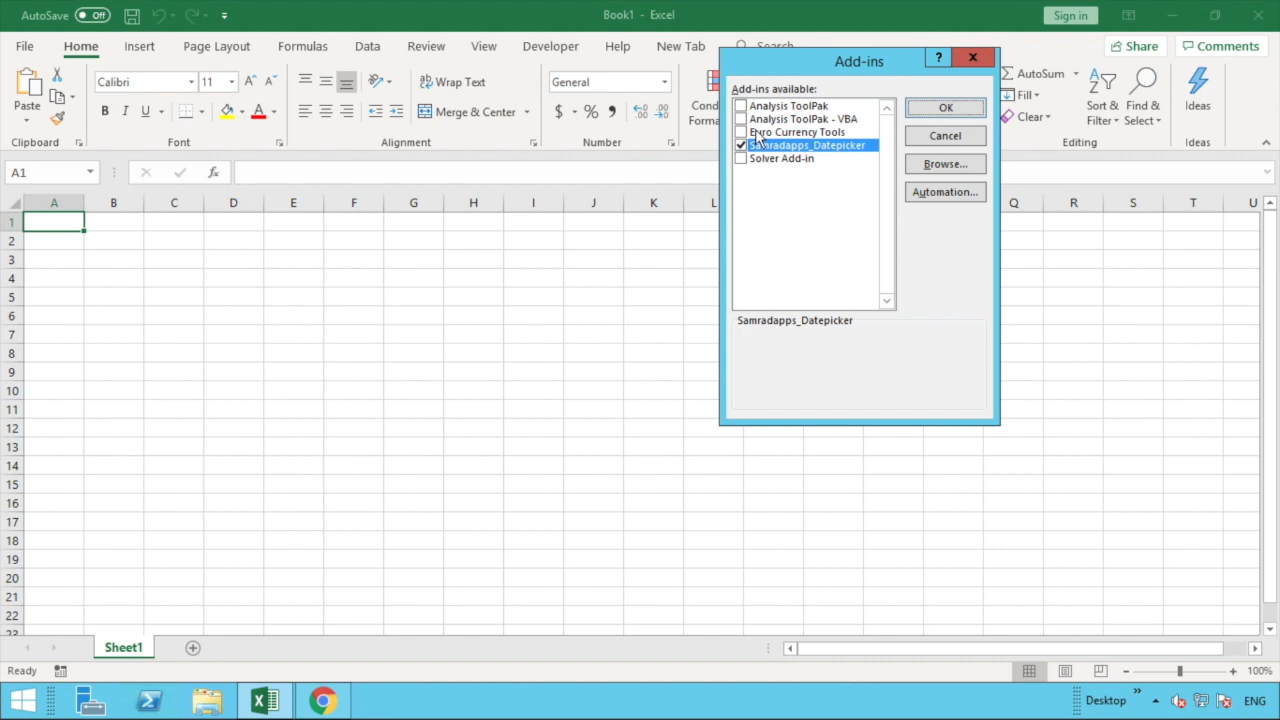 AutoSave Off
Book1 - Excel
Sign in
File Home Insert Page Layout Formulas Data Review View Developer Help New Tab Search
Share Comments
Paste
Calibri 11
B I U
A
Wrap Text
Merge & Center
General
$ % ,
AutoSum
Fill
Clear
Sort & Filter
Find & Select
Ideas
Clipboard Font Alignment Number Editing Ideas
A1
fx
A B C D E F G H I J K L Q R S T U
1
2
3
4
5
6
7
8
9
10
11
12
13
14
15
16
17
18
19
20
21
22
23
Add-ins
?
Add-ins available:
Analysis ToolPak
Analysis ToolPak - VBA
Euro Currency Tools
Samradapps_Datepicker
Solver Add-in
OK
Cancel
Browse...
Automation...
Samradapps_Datepicker
Sheet1
Ready
100%
Desktop
ENG